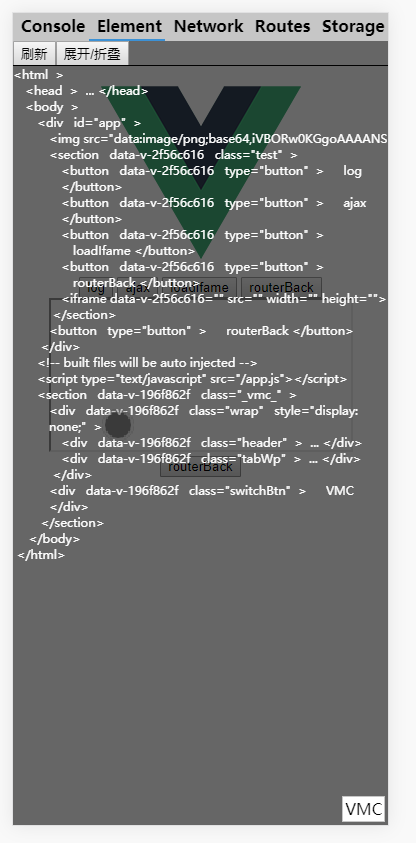 Console Element Network Routes Storage
刷新 展开/折叠
<html >
<head > ... </head>
<body >
<div id="app" >
<img src="data:image/png;base64,iVBORw0KGgoAAAANS
<section data-v-2f56c616 class="test" >
<button data-v-2f56c616 type="button" > log
</button>
<button data-v-2f56c616 type="button" > ajax
</button>
<button data-v-2f56c616 type="button" >
loadIfame </button>
<button data-v-2f56c616 type="button" >
routerBack </button>
log ajax loadIfame routerBack
<iframe data-v-2f56c616="" src="" width="" height="">
</section>
<button type="button" > routerBack </button>
</div>
<!-- built files will be auto injected -->
<script type="text/javascript" src="/app.js"></script>
<section data-v-196f862f class="_vmc_" >
<div data-v-196f862f class="wrap" style="display:
none;" >
<div data-v-196f862f class="header" > ... </div>
<div data-v-196f862f class="tabWp" > ... </div>
</div>
routerBack
<div data-v-196f862f class="switchBtn" > VMC
</div>
</section>
</body>
</html>
VMC